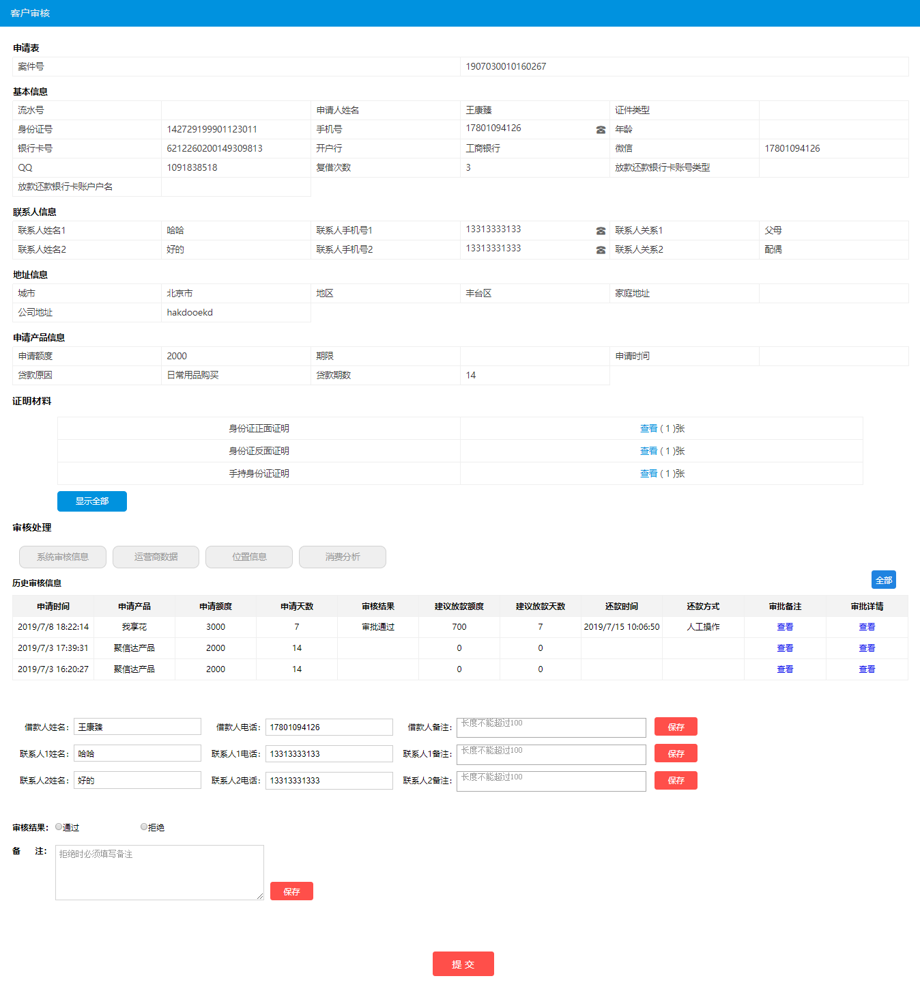 客户审核
申请表
案件号 1907030010160267
基本信息
流水号 申请人姓名 王康臻 证件类型
身份证号 142729199901123011 手机号 17801094126 年龄
银行卡号 6212260200149309813 开户行 工商银行 微信 17801094126
QQ 1091838518 复借次数 3 放款还款银行卡账号类型
放款还款银行卡账户户名
联系人信息
联系人姓名1 哈哈 联系人手机号1 13313333133 联系人关系1 父母
联系人姓名2 好的 联系人手机号2 13313331333 联系人关系2 配偶
地址信息
城市 北京市 地区 丰台区 家庭地址
公司地址 hakdooekd
申请产品信息
申请额度 2000 期限 申请时间
贷款原因 日常用品购买 贷款期数 14
证明材料
身份证正面证明 查看 ( 1 )张
身份证反面证明 查看 ( 1 )张
手持身份证证明 查看 ( 1 )张
显示全部
审核处理
系统审核信息 运营商数据 位置信息 消费分析
历史审核信息 全部
申请时间 申请产品 申请额度 申请天数 审核结果 建议放款额度 建议放款天数 还款时间 还款方式 审批备注 审批详情
2019/7/8 18:22:14 我享花 3000 7 审批通过 700 7 2019/7/15 10:06:50 人工操作 查看 查看
2019/7/3 17:39:31 聚信达产品 2000 14 0 0 查看 查看
2019/7/3 16:20:27 聚信达产品 2000 14 0 0 查看 查看
借款人姓名: 王康臻 借款人电话: 17801094126 借款人备注: 长度不能超过100 保存
联系人1姓名: 哈哈 联系人1电话: 13313333133 联系人1备注: 长度不能超过100 保存
联系人2姓名: 好的 联系人2电话: 13313331333 联系人2备注: 长度不能超过100 保存
审核结果: 通过 拒绝
备 注: 拒绝时必须填写备注
保存
提 交